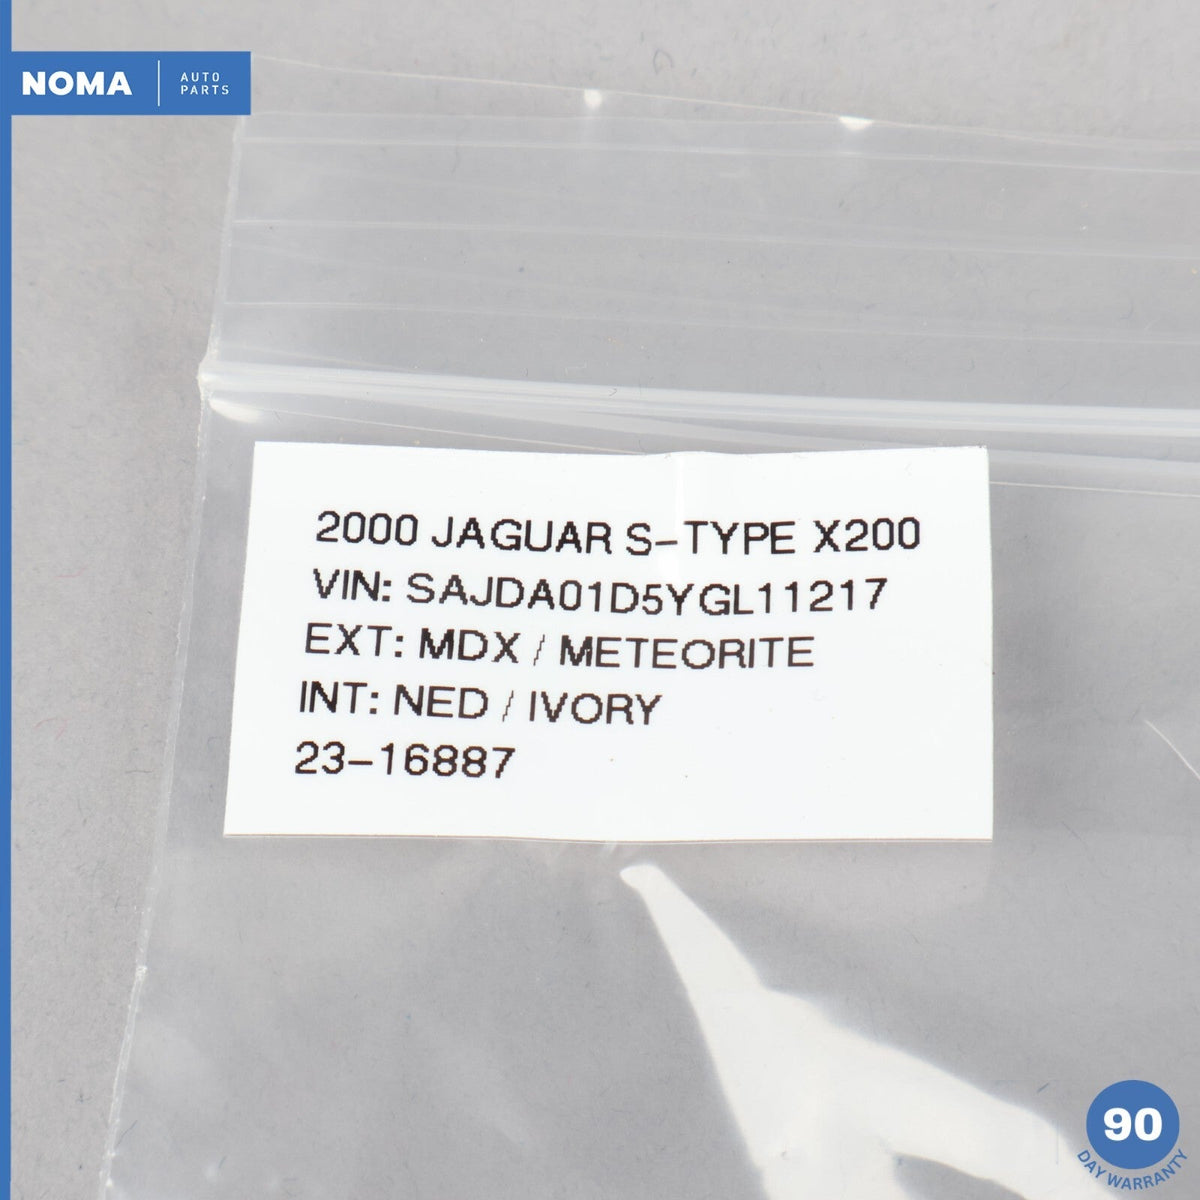 NOMA
AUTO
PARTS
2000 JAGUAR S-TYPE X200
VIN: SAJDA01D5YGL11217
EXT: MDX / METEORITE
INT: NED / IVORY
23-16887
90
DAY WARRANTY